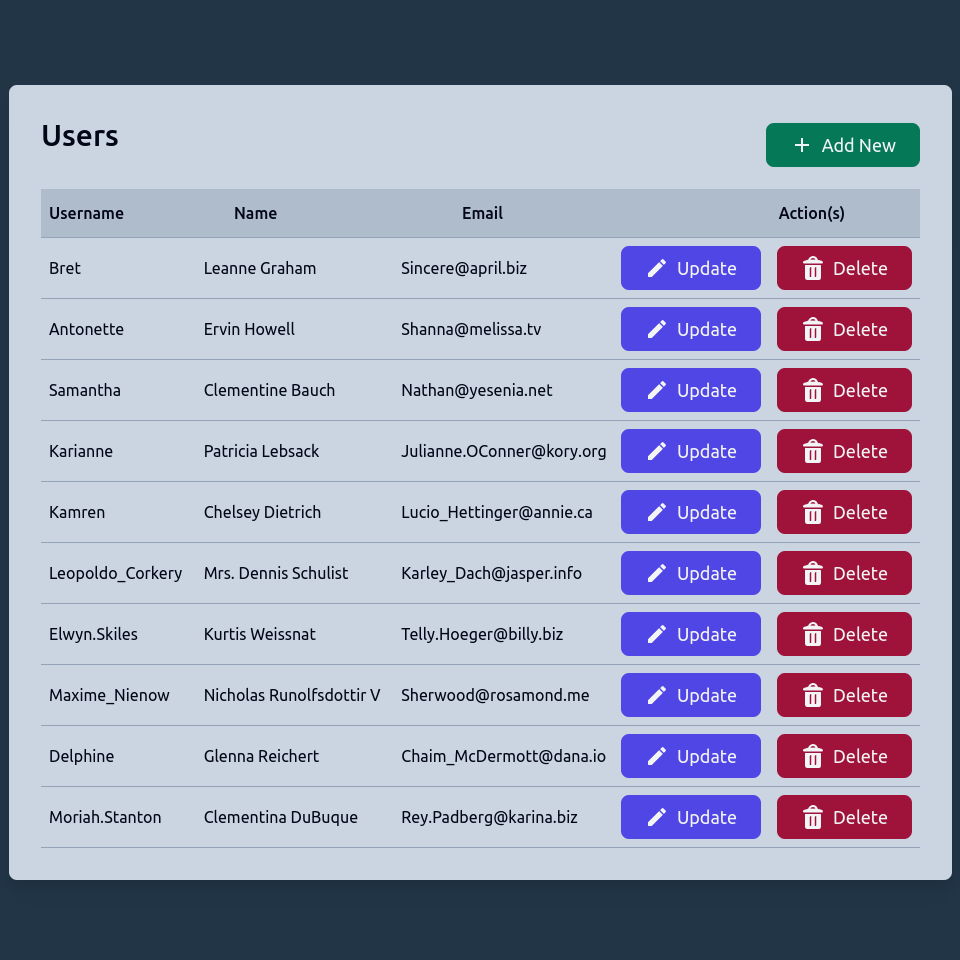 Users
Add New
Username Name Email Action(s)
Bret Leanne Graham Sincere@april.biz Update Delete
Antonette Ervin Howell Shanna@melissa.tv Update Delete
Samantha Clementine Bauch Nathan@yesenia.net Update Delete
Karianne Patricia Lebsack Julianne.OConner@kory.org Update Delete
Kamren Chelsey Dietrich Lucio_Hettinger@annie.ca Update Delete
Leopoldo_Corkery Mrs. Dennis Schulist Karley_Dach@jasper.info Update Delete
Elwyn.Skiles Kurtis Weissnat Telly.Hoeger@billy.biz Update Delete
Maxime_Nienow Nicholas Runolfsdottir V Sherwood@rosamond.me Update Delete
Delphine Glenna Reichert Chaim_McDermott@dana.io Update Delete
Moriah.Stanton Clementina DuBuque Rey.Padberg@karina.biz Update Delete